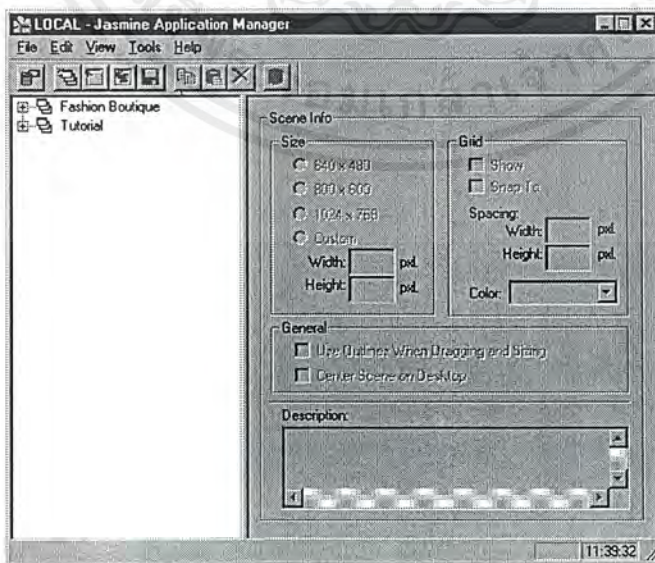 LOCAL - Jasmine Application Manager
File Edit View Tools Help
Fashion Boutique
Tutorial
Scene Info
Size
640 x 480
800 x 600
1024 x 768
Custom
Width: pxl.
Height: pxl.
Grid
Show
Snap To
Spacing:
Width: pxl.
Height: pxl.
Color:
General
Use Outlines When Dragging and Sizing
Center Scene on Desktop
Description:
11:39:32